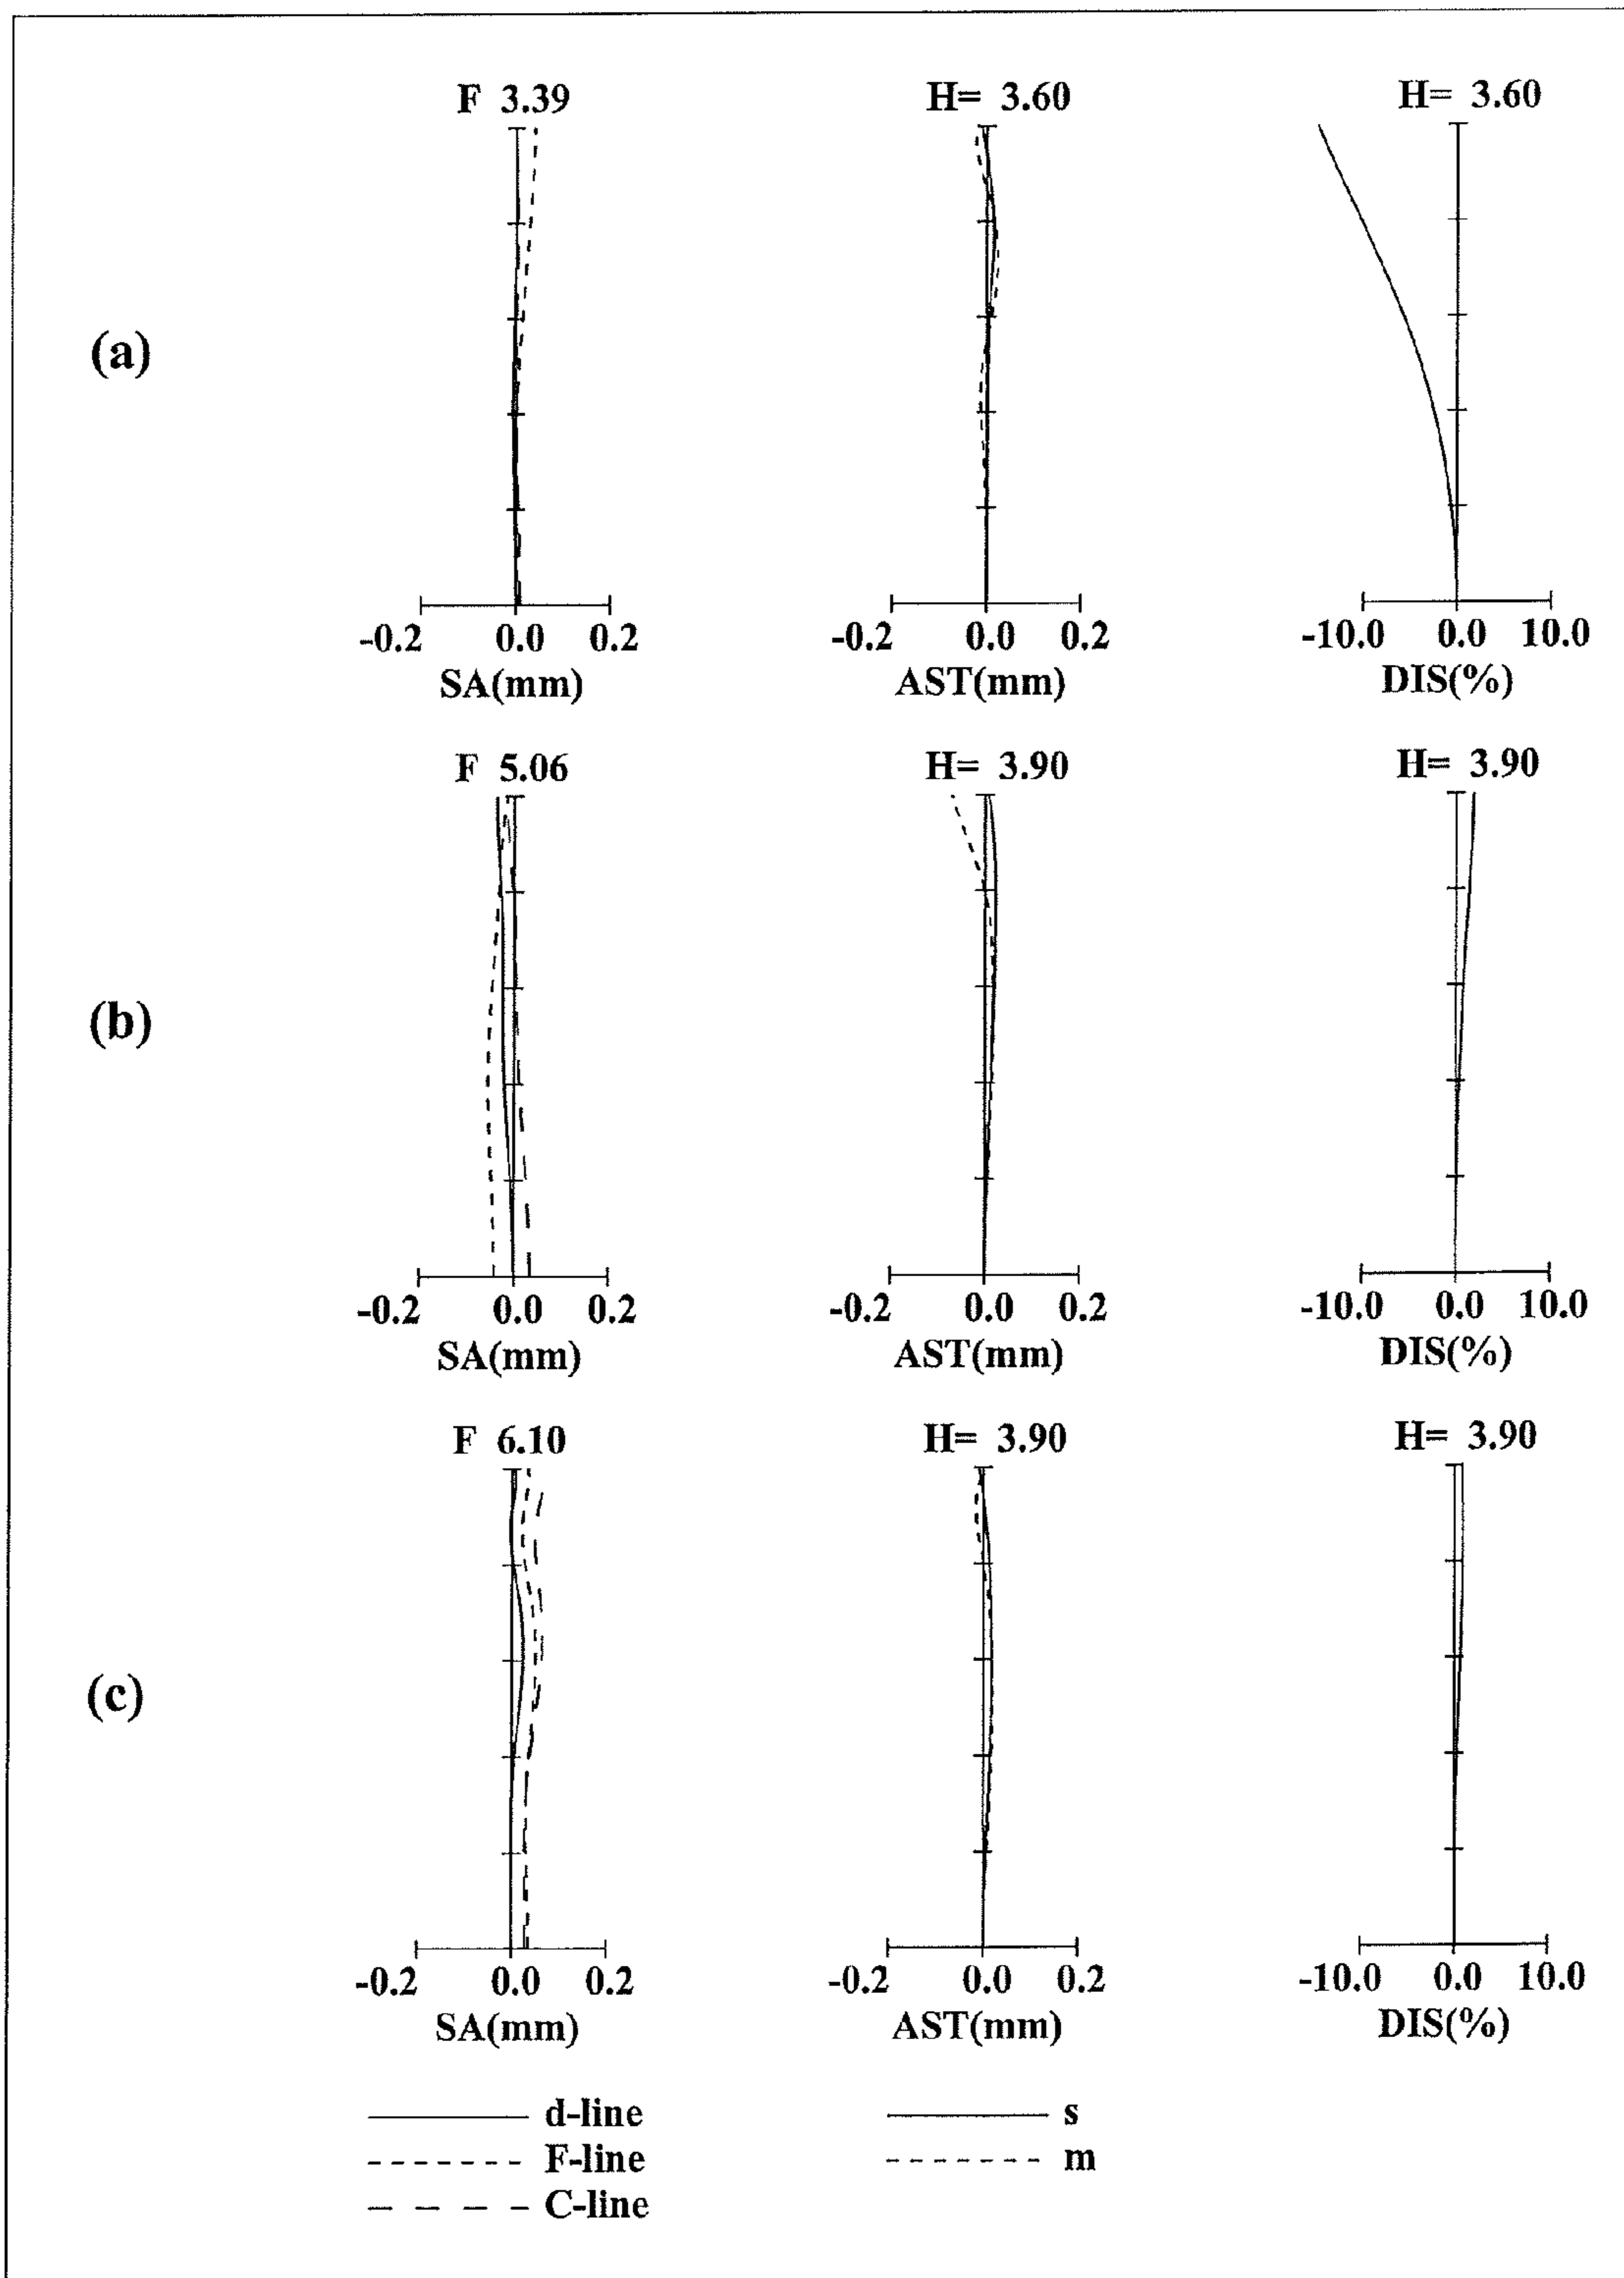 F 3.39
H= 3.60
H= 3.60
(a)
-0.2 0.0 0.2
SA(mm)
-0.2 0.0 0.2
AST(mm)
-10.0 0.0 10.0
DIS(%)
F 5.06
H= 3.90
H= 3.90
(b)
-0.2 0.0 0.2
SA(mm)
-0.2 0.0 0.2
AST(mm)
-10.0 0.0 10.0
DIS(%)
F 6.10
H= 3.90
H= 3.90
(c)
-0.2 0.0 0.2
SA(mm)
-0.2 0.0 0.2
AST(mm)
-10.0 0.0 10.0
DIS(%)
d-line
F-line
C-line
s
m